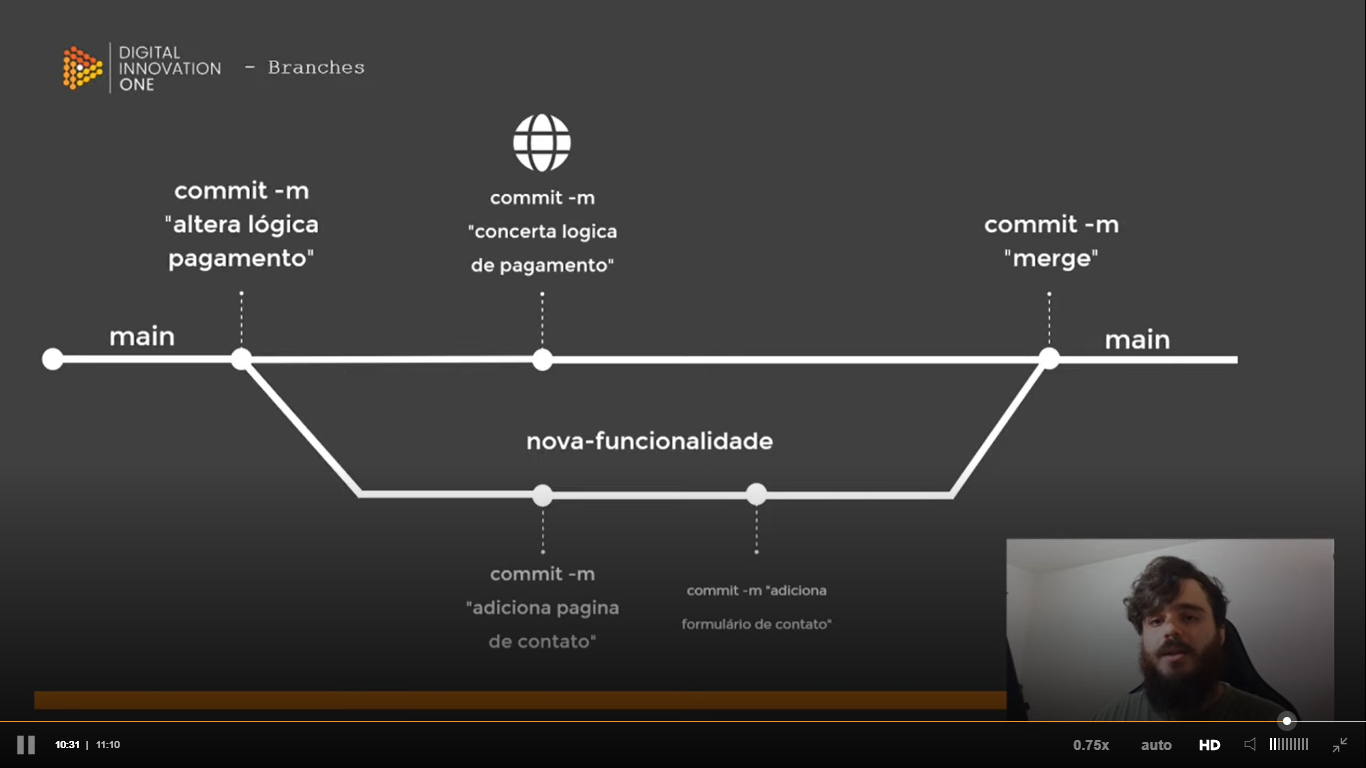 DIGITAL
INNOVATION
ONE
- Branches
commit -m
"altera lógica
pagamento"
commit -m
"concerta logica
de pagamento"
commit -m
"merge"
main
main
nova-funcionalidade
commit -m
"adiciona pagina
de contato"
commit -m "adiciona
formulário de contato"
10:31 | 11:10
0.75x auto HD